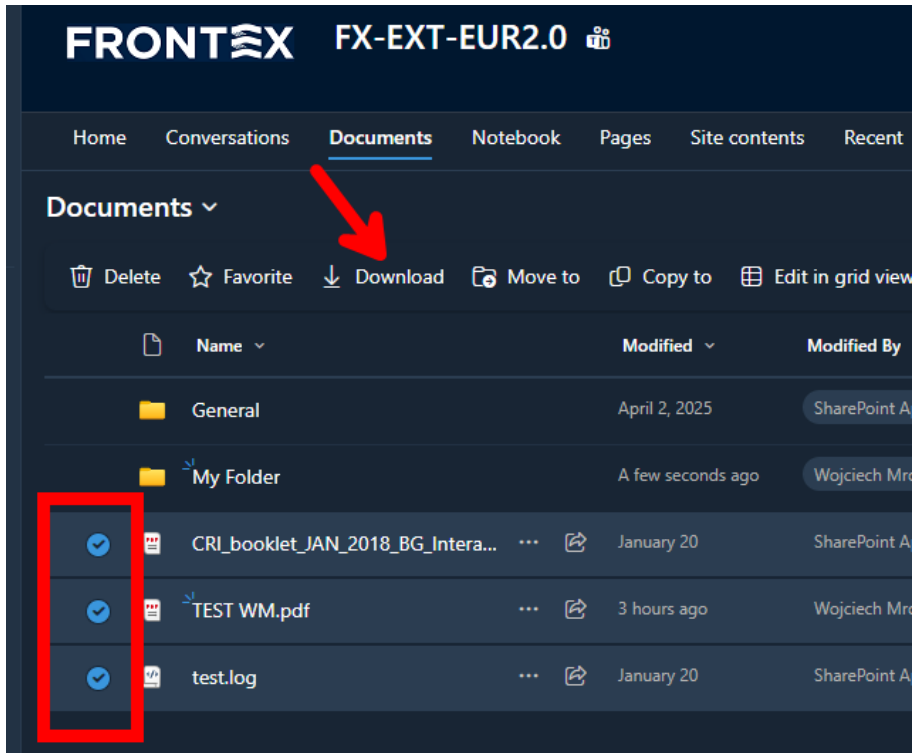 FRONTEX FX-EXT-EUR2.0
Home Conversations Documents Notebook Pages Site contents Recent
Documents
Delete Favorite Download Move to Copy to Edit in grid view
Name Modified Modified By
General April 2, 2025 SharePoint
My Folder A few seconds ago Wojciech
CRI_booklet_JAN_2018_BG_Intera... ... January 20 SharePoint
TEST WM.pdf ... 3 hours ago Wojciech
test.log ... January 20 SharePoint